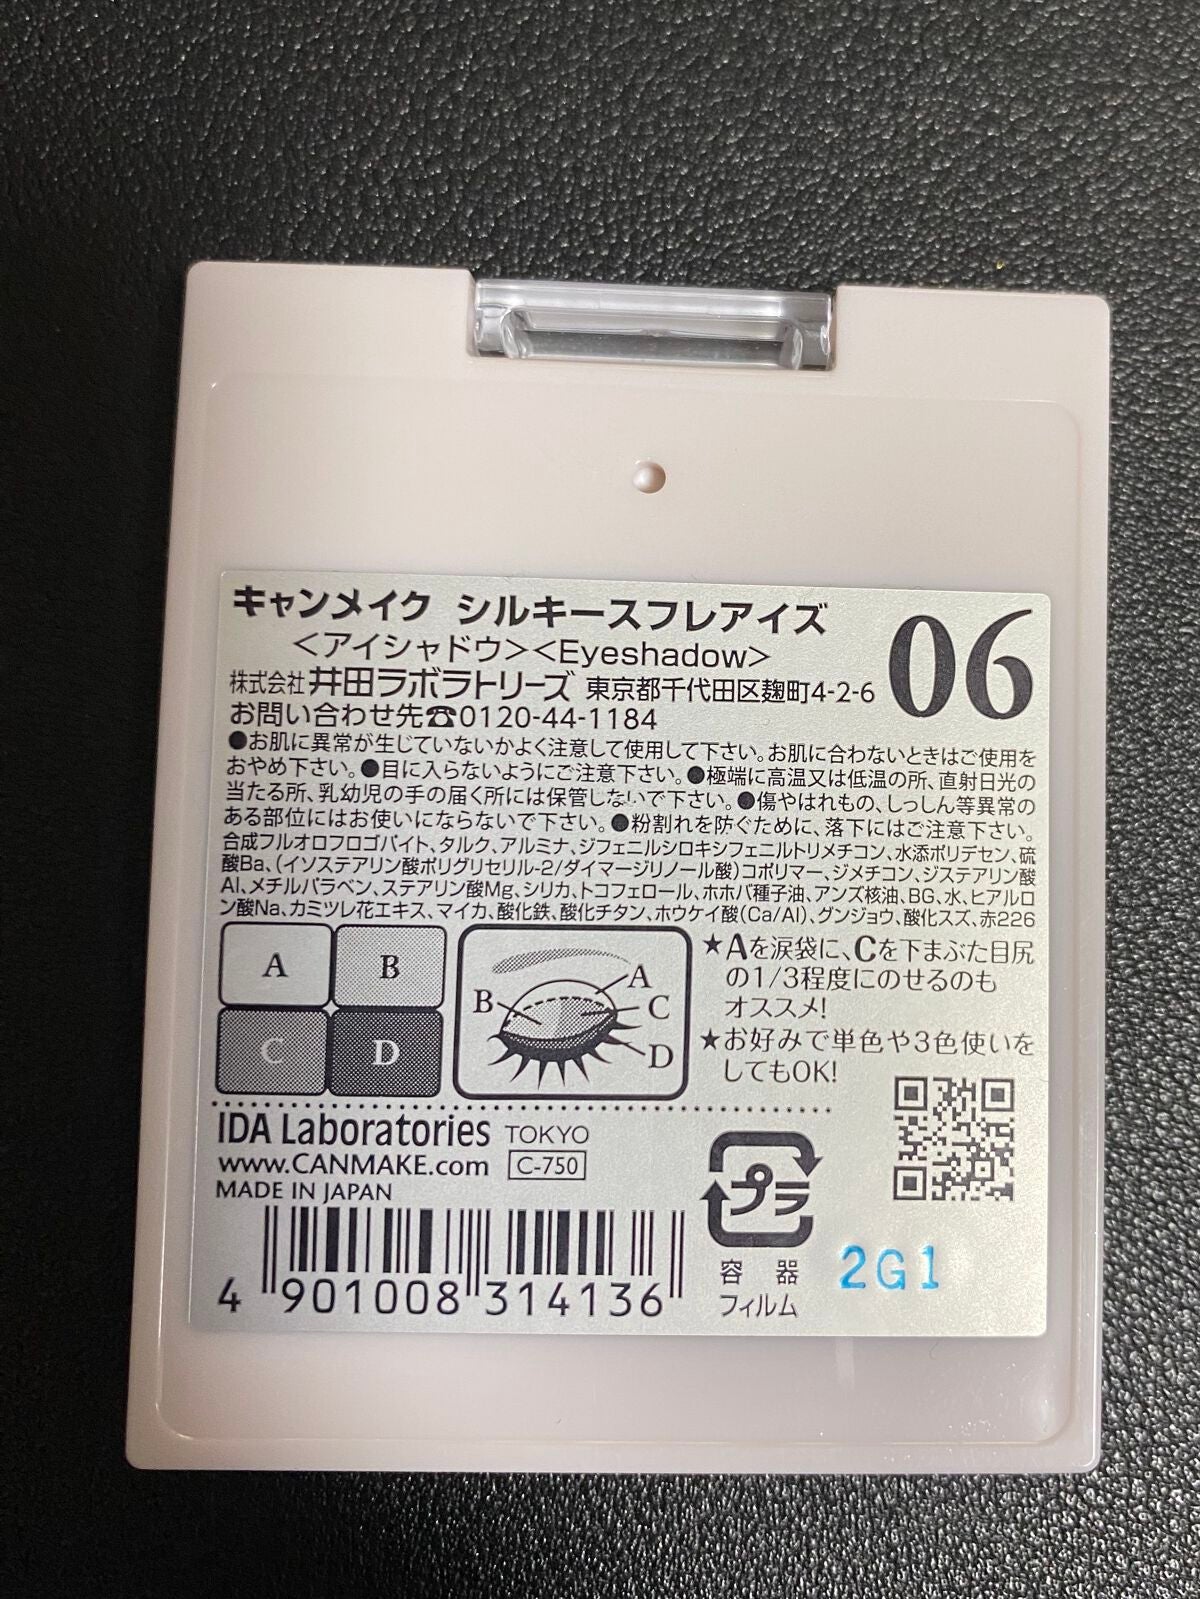 キャンメイク シルキースフレアイズ
06
＜アイシャドウ＞＜Eyeshadow＞
株式会社井田ラボラトリーズ 東京都千代田区麹町4-2-6
お問い合わせ先☎0120-44-1184
●お肌に異常が生じていないかよく注意して使用して下さい。お肌に合わないときはご使用を
おやめ下さい。●目に入らないようにご注意下さい。●極端に高温又は低温の所、直射日光の
当たる所、乳幼児の手の届く所には保管しないで下さい。●傷やはれもの、しっしん等異常の
ある部位にはお使いにならないで下さい。●粉割れを防ぐために、落下にはご注意下さい。
合成フルオロフロゴパイト、タルク、アルミナ、ジフェニルシロキシフェニルトリメチコン、水添ポリデセン、硫
酸Ba、（イソステアリン酸ポリグリセリル-2/ダイマージリノール酸）コポリマー、ジメチコン、ジステアリン酸
Al、メチルパラベン、ステアリン酸Mg、シリカ、トコフェロール、ホホバ種子油、アンズ核油、BG、水、ヒアルロ
ン酸Na、カミツレ花エキス、マイカ、酸化鉄、酸化チタン、ホウケイ酸（Ca/Al）、グンジョウ、酸化スズ、赤226
A B
C D
A
B C
D
★Aを涙袋に、Cを下まぶた目尻
の1/3程度にのせるのも
オススメ!
★お好みで単色や3色使いを
してもOK!
IDA Laboratories TOKYO
www.CANMAKE.com C-750
MADE IN JAPAN
4 901008 314136
プラ
容 器
フィルム
2G1